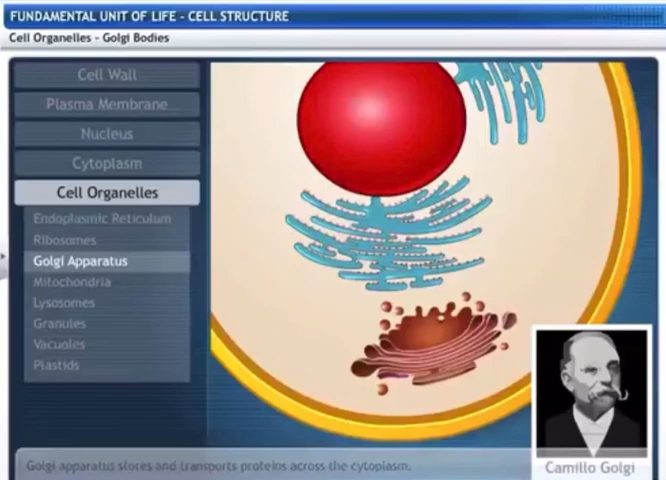 FUNDAMENTAL UNIT OF LIFE - CELL STRUCTURE
Cell Organelles - Golgi Bodies
Cell Wall
Plasma Membrane
Nucleus
Cytoplasm
Cell Organelles
Endoplasmic Reticulum
Ribosomes
Golgi Apparatus
Mitochondria
Lysosomes
Granules
Vacuoles
Plastids
Camillo Golgi
Golgi apparatus stores and transports proteins across the cytoplasm.